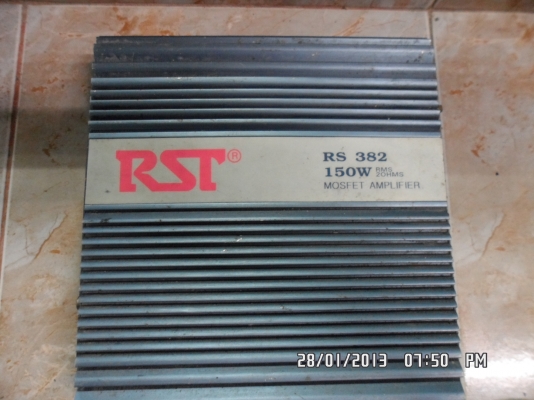 RST®
RS 382
150W RMS 2OHMS
MOSFET AMPLIFIER
28/01/2013 07:50 PM